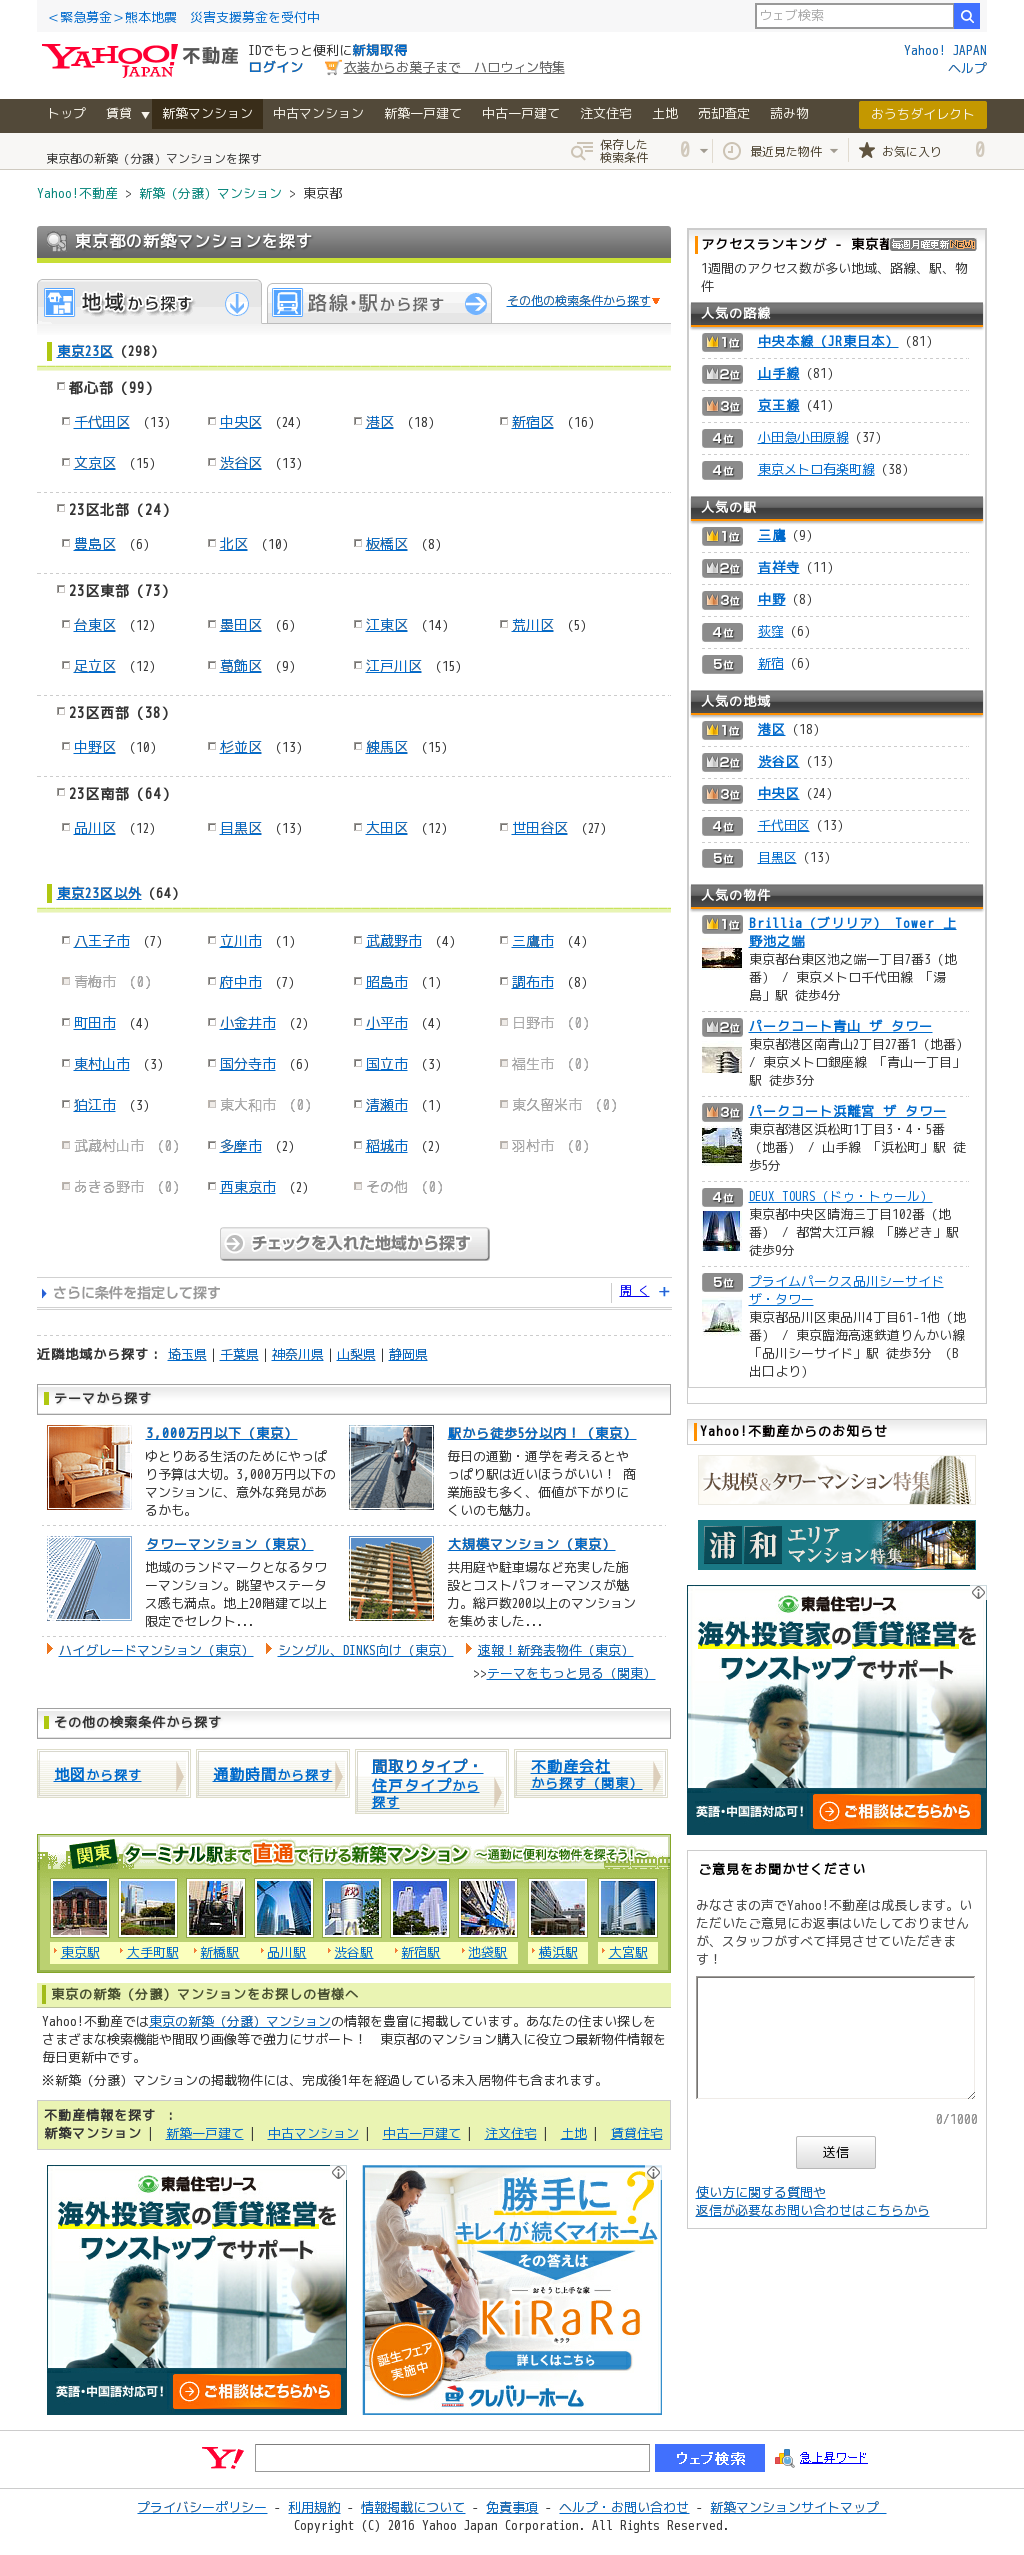 ＜緊急募金＞熊本地震　災害支援募金を受付中
ウェブ検索
YAHOO! JAPAN 不動産
IDでもっと便利に新規取得
ログイン
衣装からお菓子まで　ハロウィン特集
Yahoo! JAPAN
ヘルプ
トップ 賃貸 ▼ 新築マンション 中古マンション 新築一戸建て 中古一戸建て 注文住宅 土地 売却査定 読み物 おうちダイレクト
東京都の新築（分譲）マンションを探す
保存した検索条件 0 最近見た物件 お気に入り 0
Yahoo!不動産 > 新築（分譲）マンション > 東京都
東京都の新築マンションを探す
地域から探す
路線・駅から探す
その他の検索条件から探す
東京23区（298）
都心部（99）
千代田区 （13） 中央区 （24） 港区 （18） 新宿区 （16）
文京区 （15） 渋谷区 （13）
23区北部（24）
豊島区 （6） 北区 （10） 板橋区 （8）
23区東部（73）
台東区 （12） 墨田区 （6） 江東区 （14） 荒川区 （5）
足立区 （12） 葛飾区 （9） 江戸川区 （15）
23区西部（38）
中野区 （10） 杉並区 （13） 練馬区 （15）
23区南部（64）
品川区 （12） 目黒区 （13） 大田区 （12） 世田谷区 （27）
東京23区以外（64）
八王子市 （7） 立川市 （1） 武蔵野市 （4） 三鷹市 （4）
青梅市 （0） 府中市 （7） 昭島市 （1） 調布市 （8）
町田市 （4） 小金井市 （2） 小平市 （4） 日野市 （0）
東村山市 （3） 国分寺市 （6） 国立市 （3） 福生市 （0）
狛江市 （3） 東大和市 （0） 清瀬市 （1） 東久留米市 （0）
武蔵村山市 （0） 多摩市 （2） 稲城市 （2） 羽村市 （0）
あきる野市 （0） 西東京市 （2） その他 （0）
チェックを入れた地域から探す
さらに条件を指定して探す
開く ＋
近隣地域から探す： 埼玉県 | 千葉県 | 神奈川県 | 山梨県 | 静岡県
テーマから探す
3,000万円以下（東京）
ゆとりある生活のためにやっぱ
り予算は大切。3,000万円以下の
マンションに、意外な発見があ
るかも。
駅から徒歩5分以内！（東京）
毎日の通勤・通学を考えるとや
っぱり駅は近いほうがいい！ 商
業施設も多く、価値が下がりに
くいのも魅力。
タワーマンション（東京）
地域のランドマークとなるタワ
ーマンション。眺望やステータ
ス感も満点。地上20階建て以上
限定でセレクト...
大規模マンション（東京）
共用庭や駐車場など充実した施
設とコストパフォーマンスが魅
力。総戸数200以上のマンション
を集めました...
ハイグレードマンション（東京） シングル、DINKS向け（東京） 速報！新発表物件（東京）
>>テーマをもっと見る（関東）
その他の検索条件から探す
地図から探す
通勤時間から探す
間取りタイプ・
住戸タイプから
探す
不動産会社
から探す（関東）
関東 ターミナル駅まで直通で行ける新築マンション ～通勤に便利な物件を探そう！～
東京駅 大手町駅 新橋駅 品川駅 渋谷駅 新宿駅 池袋駅 横浜駅 大宮駅
東京の新築（分譲）マンションをお探しの皆様へ
Yahoo!不動産では東京の新築（分譲）マンションの情報を豊富に掲載しています。あなたの住まい探しを
さまざまな検索機能や間取り画像等で強力にサポート！　東京都のマンション購入に役立つ最新物件情報を
毎日更新中です。
※新築（分譲）マンションの掲載物件には、完成後1年を経過している未入居物件も含まれます。
不動産情報を探す ：
新築マンション | 新築一戸建て | 中古マンション | 中古一戸建て | 注文住宅 | 土地 | 賃貸住宅
東急住宅リース
海外投資家の賃貸経営を
ワンストップでサポート
英語・中国語対応可！
ご相談はこちらから
勝手に？
キレイが続くマイホーム
その答えは
おそうじ上手な家
KiRaRa
キララ
詳しくはこちら
誕生フェア
実施中
クレバリーホーム
アクセスランキング - 東京都
毎週月曜更新NEW!
1週間のアクセス数が多い地域、路線、駅、物
件
人気の路線
1位 中央本線（JR東日本）（81）
2位 山手線（81）
3位 京王線（41）
4位 小田急小田原線（37）
4位 東京メトロ有楽町線（38）
人気の駅
1位 三鷹（9）
2位 吉祥寺（11）
3位 中野（8）
4位 荻窪（6）
5位 新宿（6）
人気の地域
1位 港区（18）
2位 渋谷区（13）
3位 中央区（24）
4位 千代田区（13）
5位 目黒区（13）
人気の物件
1位 Brillia（ブリリア） Tower 上
野池之端
東京都台東区池之端一丁目7番3（地
番） / 東京メトロ千代田線 「湯
島」駅 徒歩4分
2位 パークコート青山 ザ タワー
東京都港区南青山2丁目27番1（地番）
/ 東京メトロ銀座線 「青山一丁目」
駅 徒歩3分
3位 パークコート浜離宮 ザ タワー
東京都港区浜松町1丁目3・4・5番
（地番） / 山手線 「浜松町」駅 徒
歩5分
4位 DEUX TOURS（ドゥ・トゥール）
東京都中央区晴海三丁目102番（地
番） / 都営大江戸線 「勝どき」駅
徒歩9分
5位 プライムパークス品川シーサイド
ザ・タワー
東京都品川区東品川4丁目61-1他（地
番） / 東京臨海高速鉄道りんかい線
「品川シーサイド」駅 徒歩3分 （B
出口より）
Yahoo!不動産からのお知らせ
大規模&タワーマンション特集
浦和エリアマンション特集
東急住宅リース
海外投資家の賃貸経営を
ワンストップでサポート
英語・中国語対応可！
ご相談はこちらから
ご意見をお聞かせください
みなさまの声でYahoo!不動産は成長します。い
ただいたご意見にお返事はいたしておりません
が、スタッフがすべて拝見させていただきま
す！
0/1000
送信
使い方に関する質問や
返信が必要なお問い合わせはこちらから
Y! ウェブ検索 急上昇ワード
プライバシーポリシー - 利用規約 - 情報掲載について - 免責事項 - ヘルプ・お問い合わせ - 新築マンションサイトマップ
Copyright (C) 2016 Yahoo Japan Corporation. All Rights Reserved.